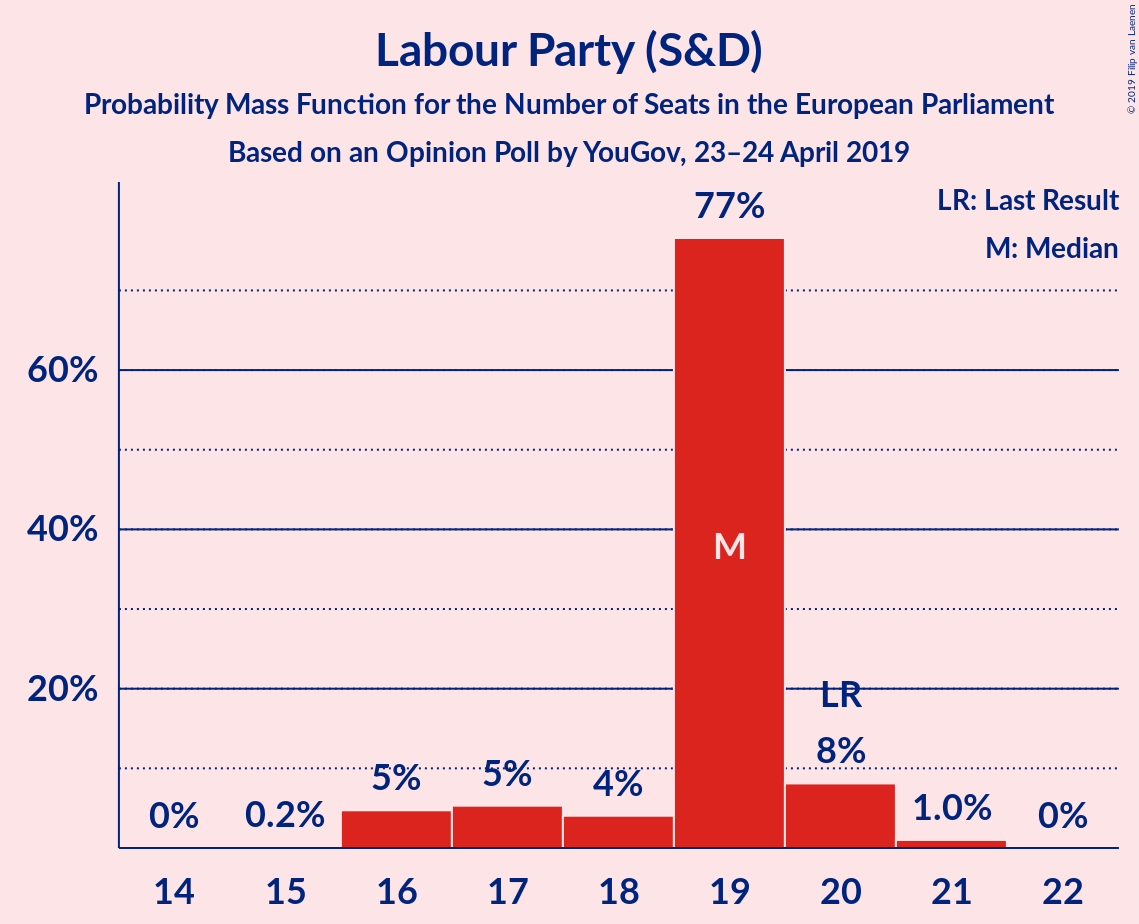 Labour Party (S&D)
Probability Mass Function for the Number of Seats in the European Parliament
Based on an Opinion Poll by YouGov, 23–24 April 2019
© 2019 Filip van Laenen
LR: Last Result
M: Median
77%
60%
40%
M
20%
LR
8%
5%
5%
4%
1.0%
0%
0.2%
0%
14 15 16 17 18 19 20 21 22